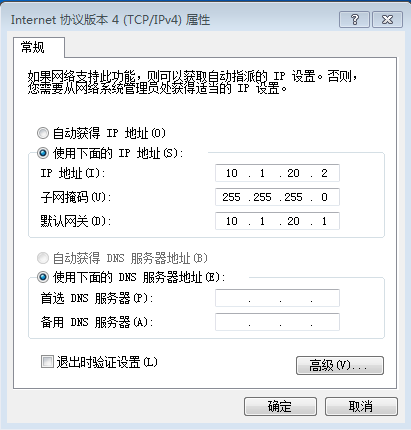 Internet 协议版本 4 (TCP/IPv4) 属性
常规
如果网络支持此功能，则可以获取自动指派的 IP 设置。否则，
您需要从网络系统管理员处获得适当的 IP 设置。
自动获得 IP 地址(O)
使用下面的 IP 地址(S):
IP 地址(I): 10 . 1 . 20 . 2
子网掩码(U): 255 .255 .255 . 0
默认网关(D): 10 . 1 . 20 . 1
自动获得 DNS 服务器地址(B)
使用下面的 DNS 服务器地址(E):
首选 DNS 服务器(P): . . .
备用 DNS 服务器(A): . . .
退出时验证设置(L)
高级(V)...
确定 取消